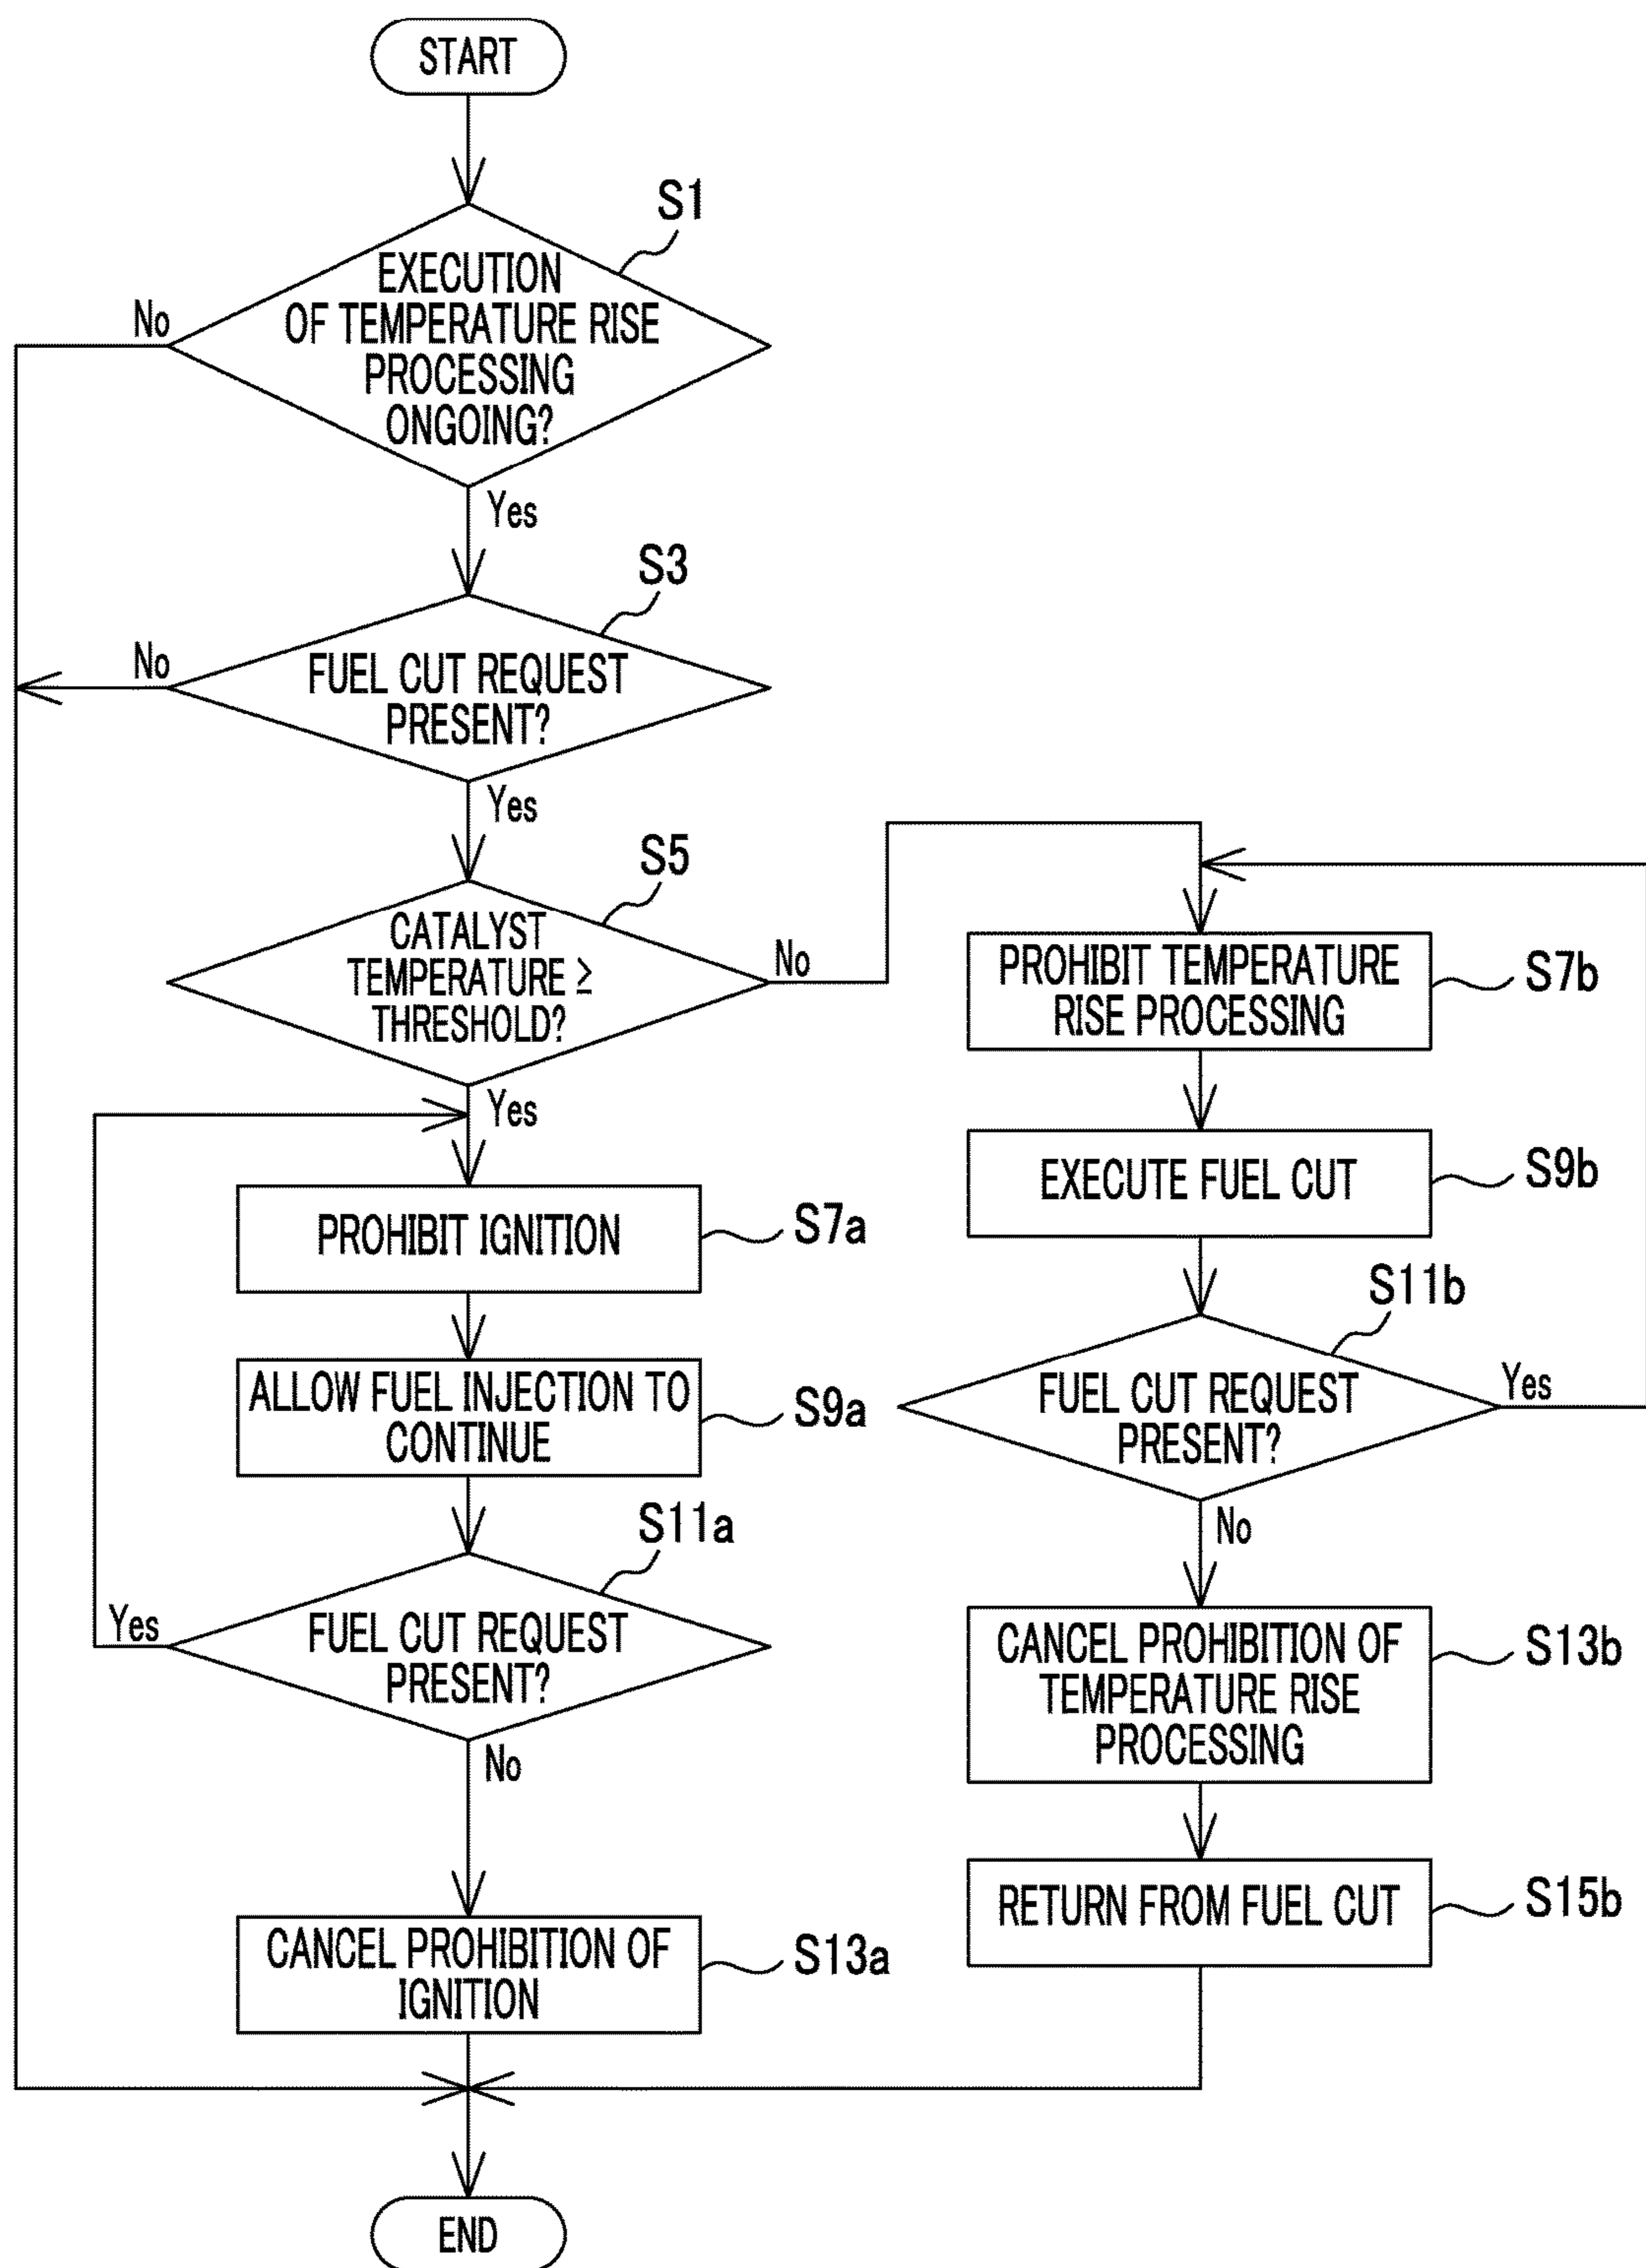 START
S1
EXECUTION
OF TEMPERATURE RISE
PROCESSING
ONGOING?
No
Yes
S3
FUEL CUT REQUEST
PRESENT?
No
Yes
S5
CATALYST
TEMPERATURE ≥
THRESHOLD?
No
Yes
PROHIBIT IGNITION
S7a
ALLOW FUEL INJECTION TO
CONTINUE
S9a
S11a
FUEL CUT REQUEST
PRESENT?
Yes
No
CANCEL PROHIBITION OF
IGNITION
S13a
PROHIBIT TEMPERATURE
RISE PROCESSING
S7b
EXECUTE FUEL CUT
S9b
S11b
FUEL CUT REQUEST
PRESENT?
Yes
No
CANCEL PROHIBITION OF
TEMPERATURE RISE
PROCESSING
S13b
RETURN FROM FUEL CUT
S15b
END